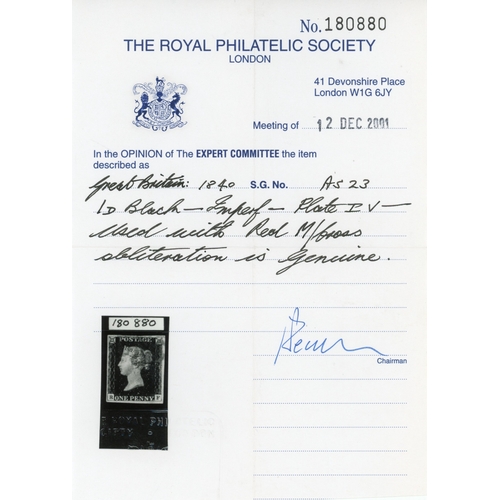 No. 180880
THE ROYAL PHILATELIC SOCIETY
LONDON
41 Devonshire Place
London W1G 6JY
Meeting of 12 DEC 2001
In the OPINION of The EXPERT COMMITTEE the item
described as
Great Britain: 1840 S.G. No. AS23
1D Black - Imperf - Plate IV -
Used with Red M/Cross
obliteration is Genuine.
Chairman
180 880
POSTAGE
ONE PENNY
ROYAL